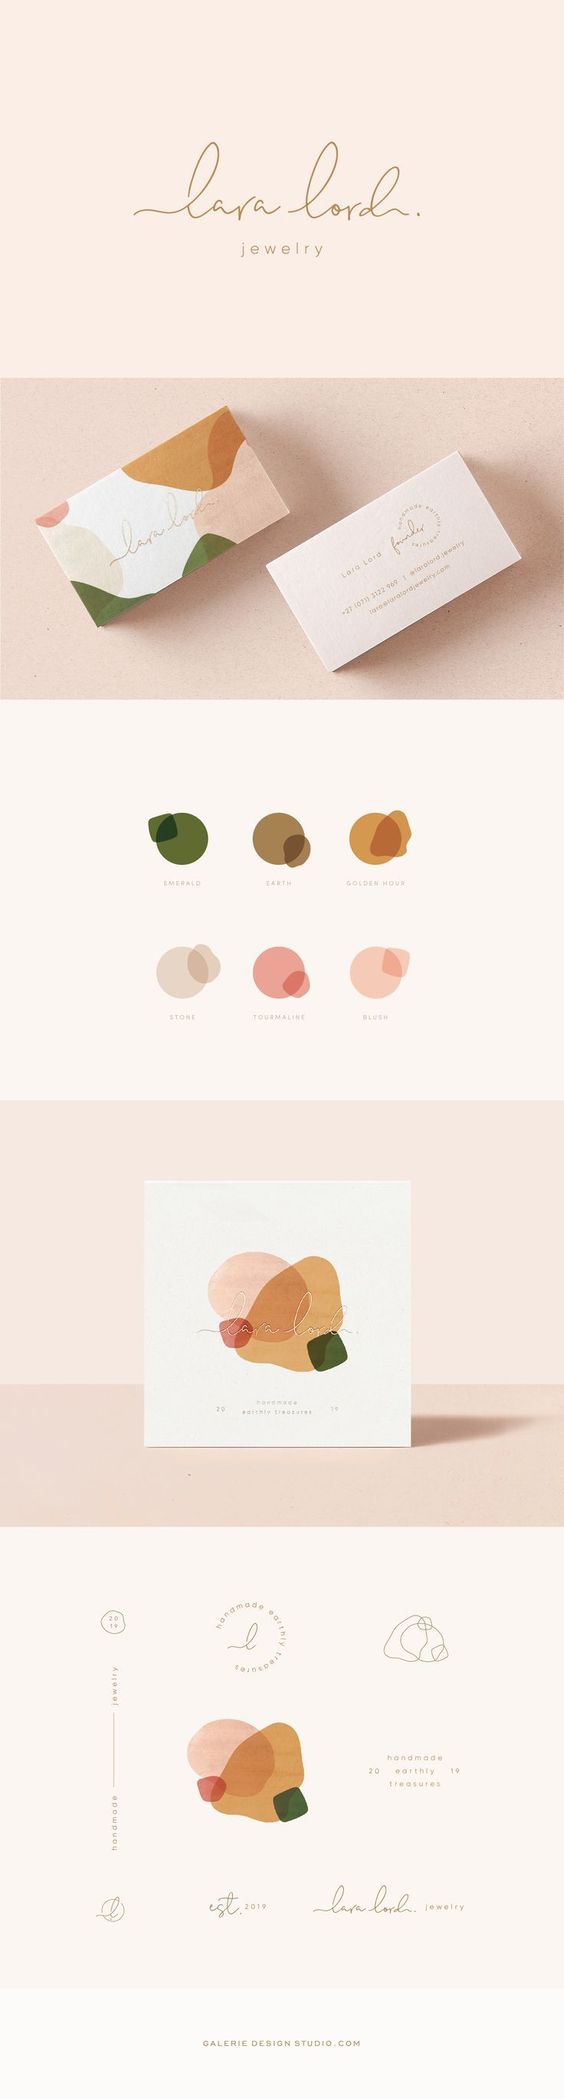 lara lord.
jewelry
lara lord.
Lara Lord
founder
handmade earthly treasures
+27 (071) 3122 969 | @laralord.jewelry
lara@laralordjewelry.com
EMERALD
EARTH
GOLDEN HOUR
STONE
TOURMALINE
BLUSH
lara lord.
20 handmade 19
earthly treasures
20
19
handmade earthly treasures
l
jewelry
handmade
handmade
20 earthly 19
treasures
l
est. 2019
lara lord. jewelry
GALERIE DESIGN STUDIO.COM